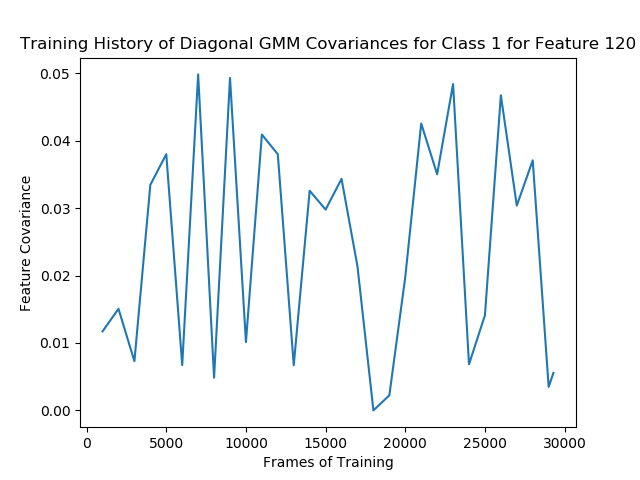 Training History of Diagonal GMM Covariances for Class 1 for Feature 120
Feature Covariance
0.05
0.04
0.03
0.02
0.01
0.00
0 5000 10000 15000 20000 25000 30000
Frames of Training